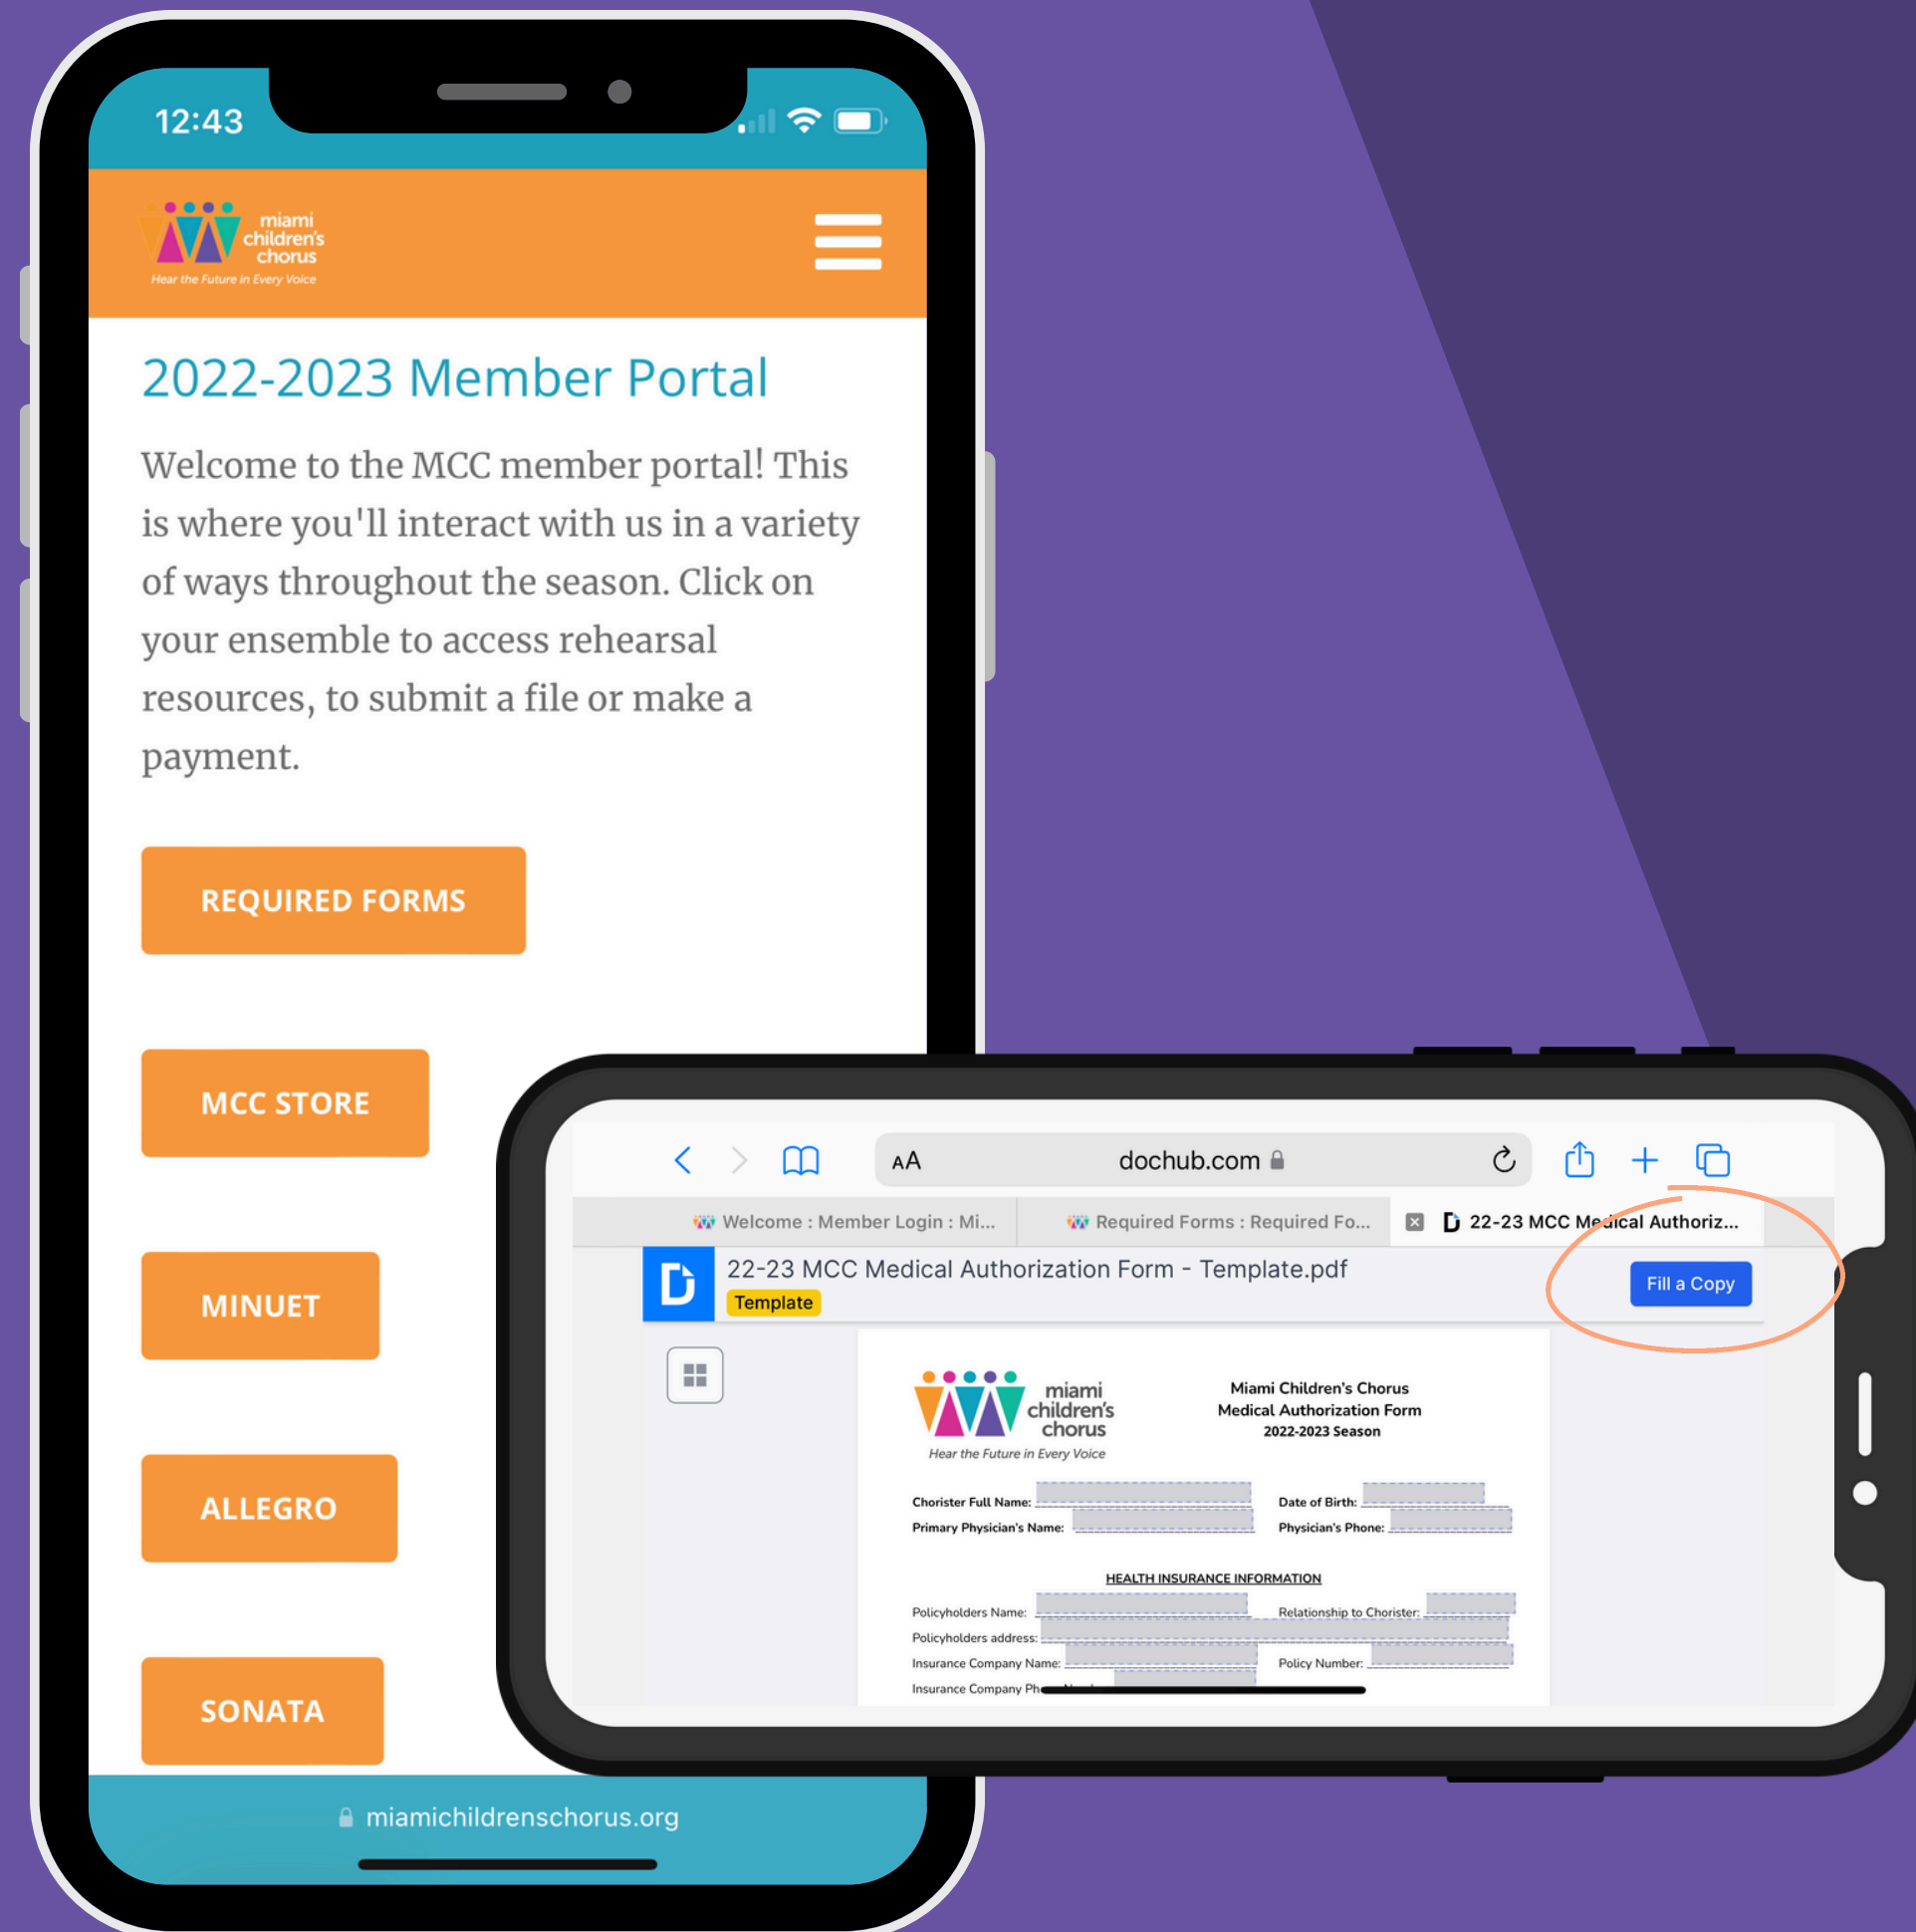 12:43
miami
children's
chorus
Hear the Future in Every Voice
2022-2023 Member Portal
Welcome to the MCC member portal! This
is where you'll interact with us in a variety
of ways throughout the season. Click on
your ensemble to access rehearsal
resources, to submit a file or make a
payment.
REQUIRED FORMS
MCC STORE
MINUET
ALLEGRO
SONATA
miamichildrenschorus.org
AA
dochub.com
Welcome : Member Login : Mi...
Required Forms : Required Fo...
22-23 MCC Medical Authoriz...
22-23 MCC Medical Authorization Form - Template.pdf
Template
Fill a Copy
miami
children's
chorus
Hear the Future in Every Voice
Miami Children's Chorus
Medical Authorization Form
2022-2023 Season
Chorister Full Name:
Date of Birth:
Primary Physician's Name:
Physician's Phone:
HEALTH INSURANCE INFORMATION
Policyholders Name:
Relationship to Chorister:
Policyholders address:
Insurance Company Name:
Policy Number:
Insurance Company